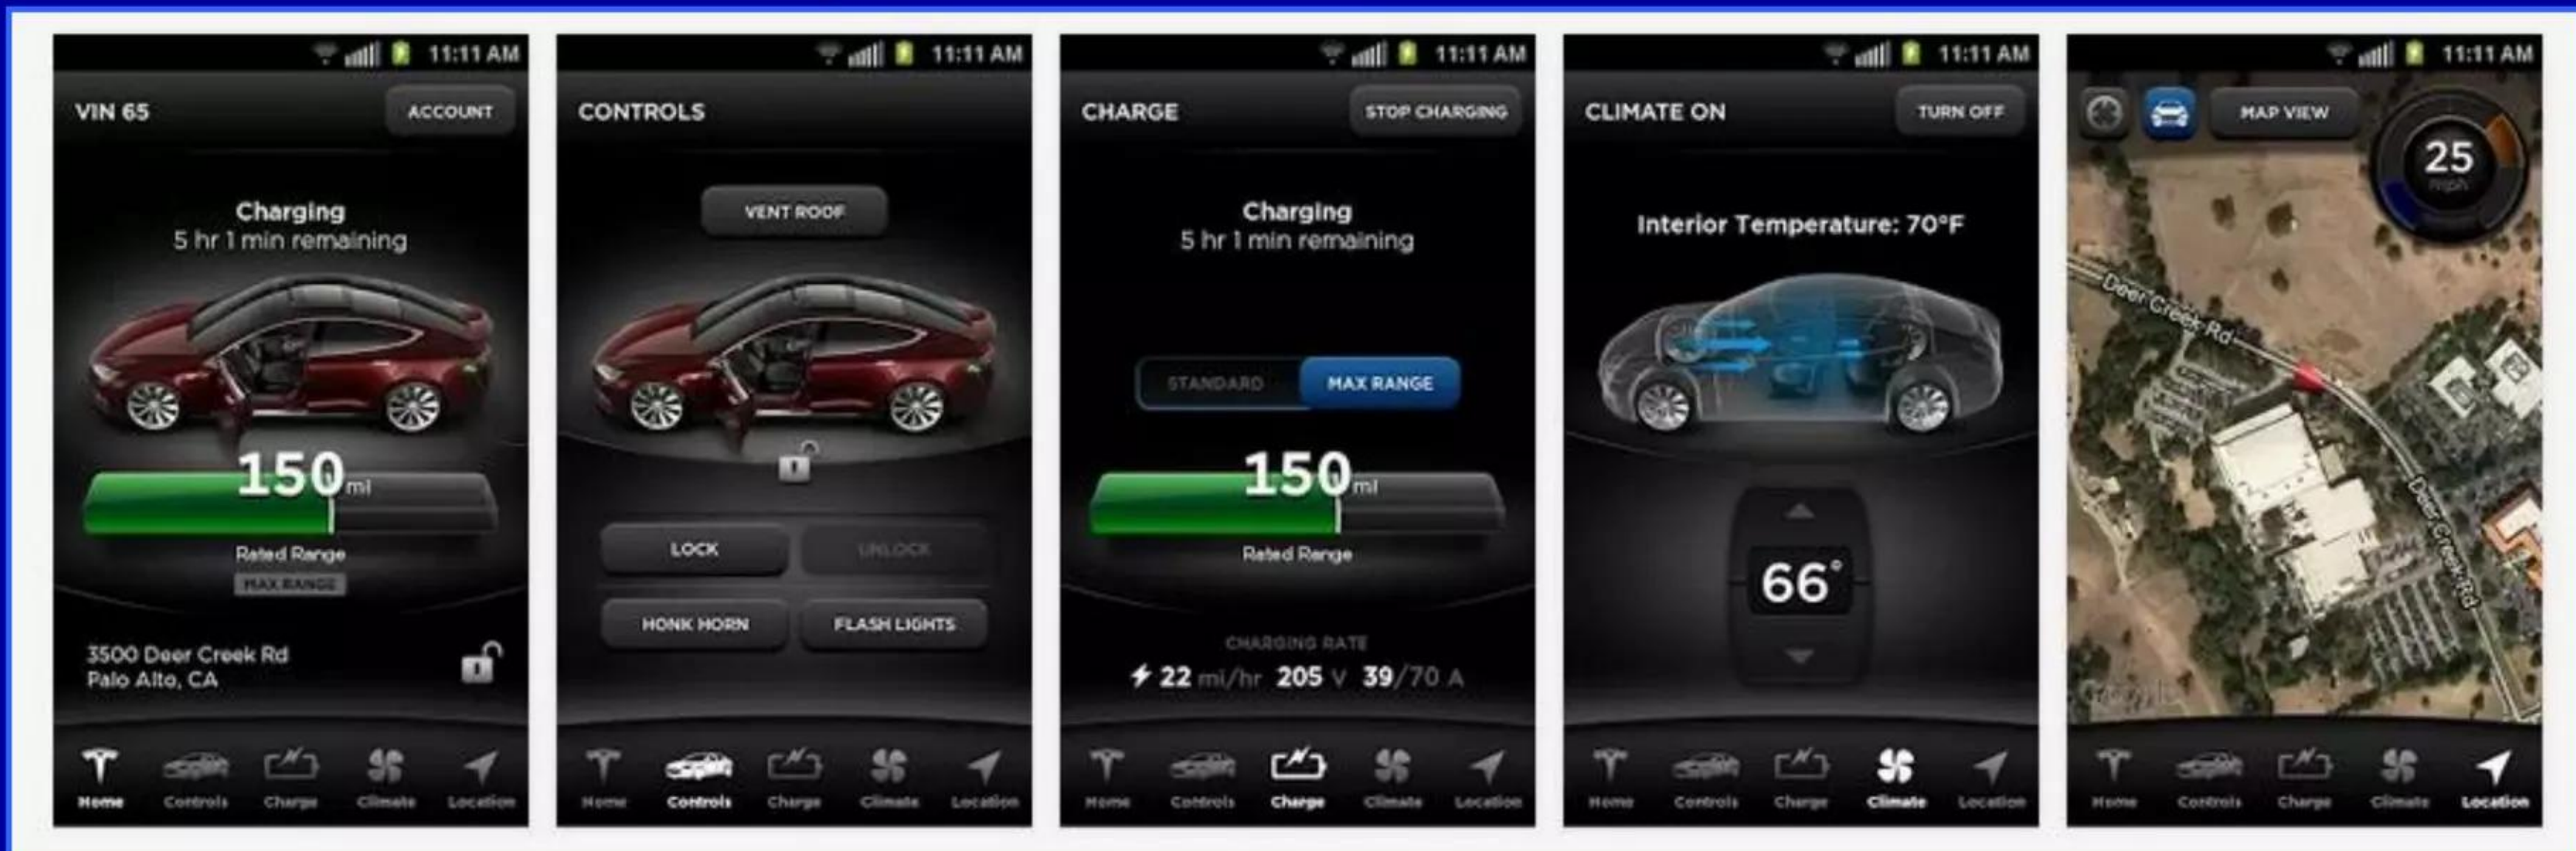 11:11 AM
VIN 65
ACCOUNT
Charging
5 hr 1 min remaining
150 mi
Rated Range
MAX RANGE
3500 Deer Creek Rd
Palo Alto, CA
Home Controls Charge Climate Location
11:11 AM
CONTROLS
VENT ROOF
LOCK UNLOCK
HONK HORN FLASH LIGHTS
Home Controls Charge Climate Location
11:11 AM
CHARGE
STOP CHARGING
Charging
5 hr 1 min remaining
STANDARD MAX RANGE
150 mi
Rated Range
CHARGING RATE
22 mi/hr 205 V 39/70 A
Home Controls Charge Climate Location
11:11 AM
CLIMATE ON
TURN OFF
Interior Temperature: 70°F
66°
Home Controls Charge Climate Location
11:11 AM
MAP VIEW
25
mph
Deer Creek Rd
Deer Creek Rd
Home Controls Charge Climate Location